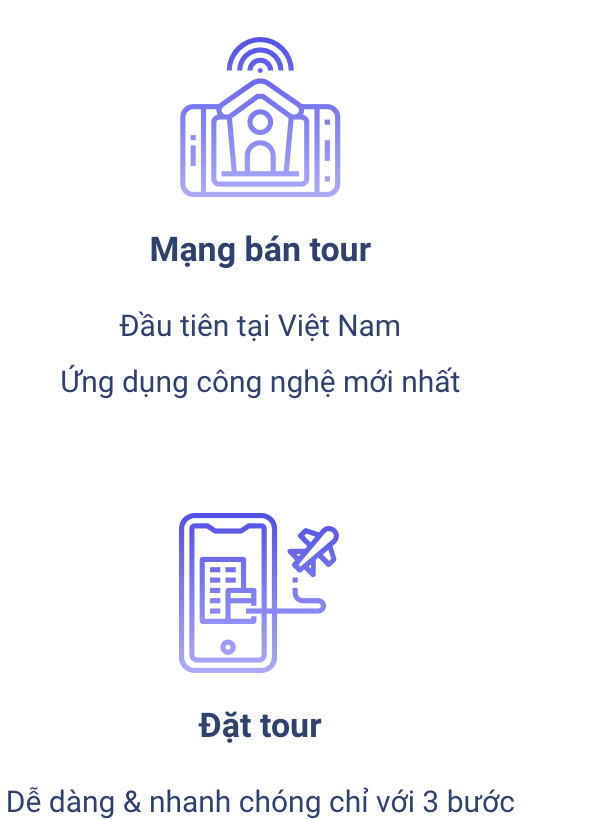 Mạng bán tour
Đầu tiên tại Việt Nam
Ứng dụng công nghệ mới nhất
Đặt tour
Dễ dàng & nhanh chóng chỉ với 3 bước